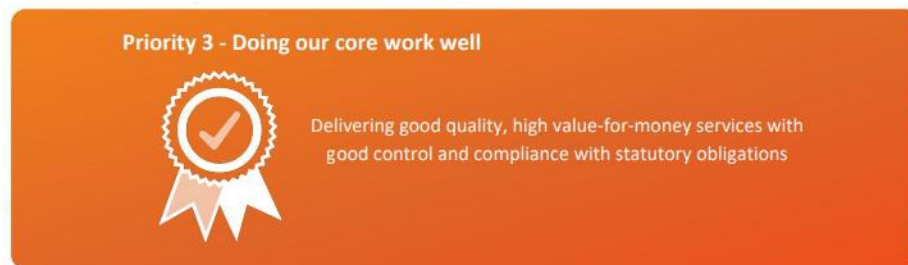 Priority 3 - Doing our core work well
Delivering good quality, high value-for-money services with
good control and compliance with statutory obligations